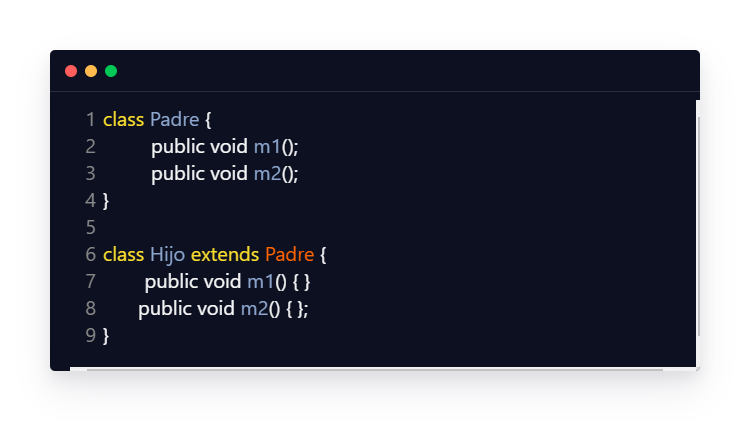 1 class Padre {
2 public void m1();
3 public void m2();
4 }
5
6 class Hijo extends Padre {
7 public void m1() { }
8 public void m2() { };
9 }